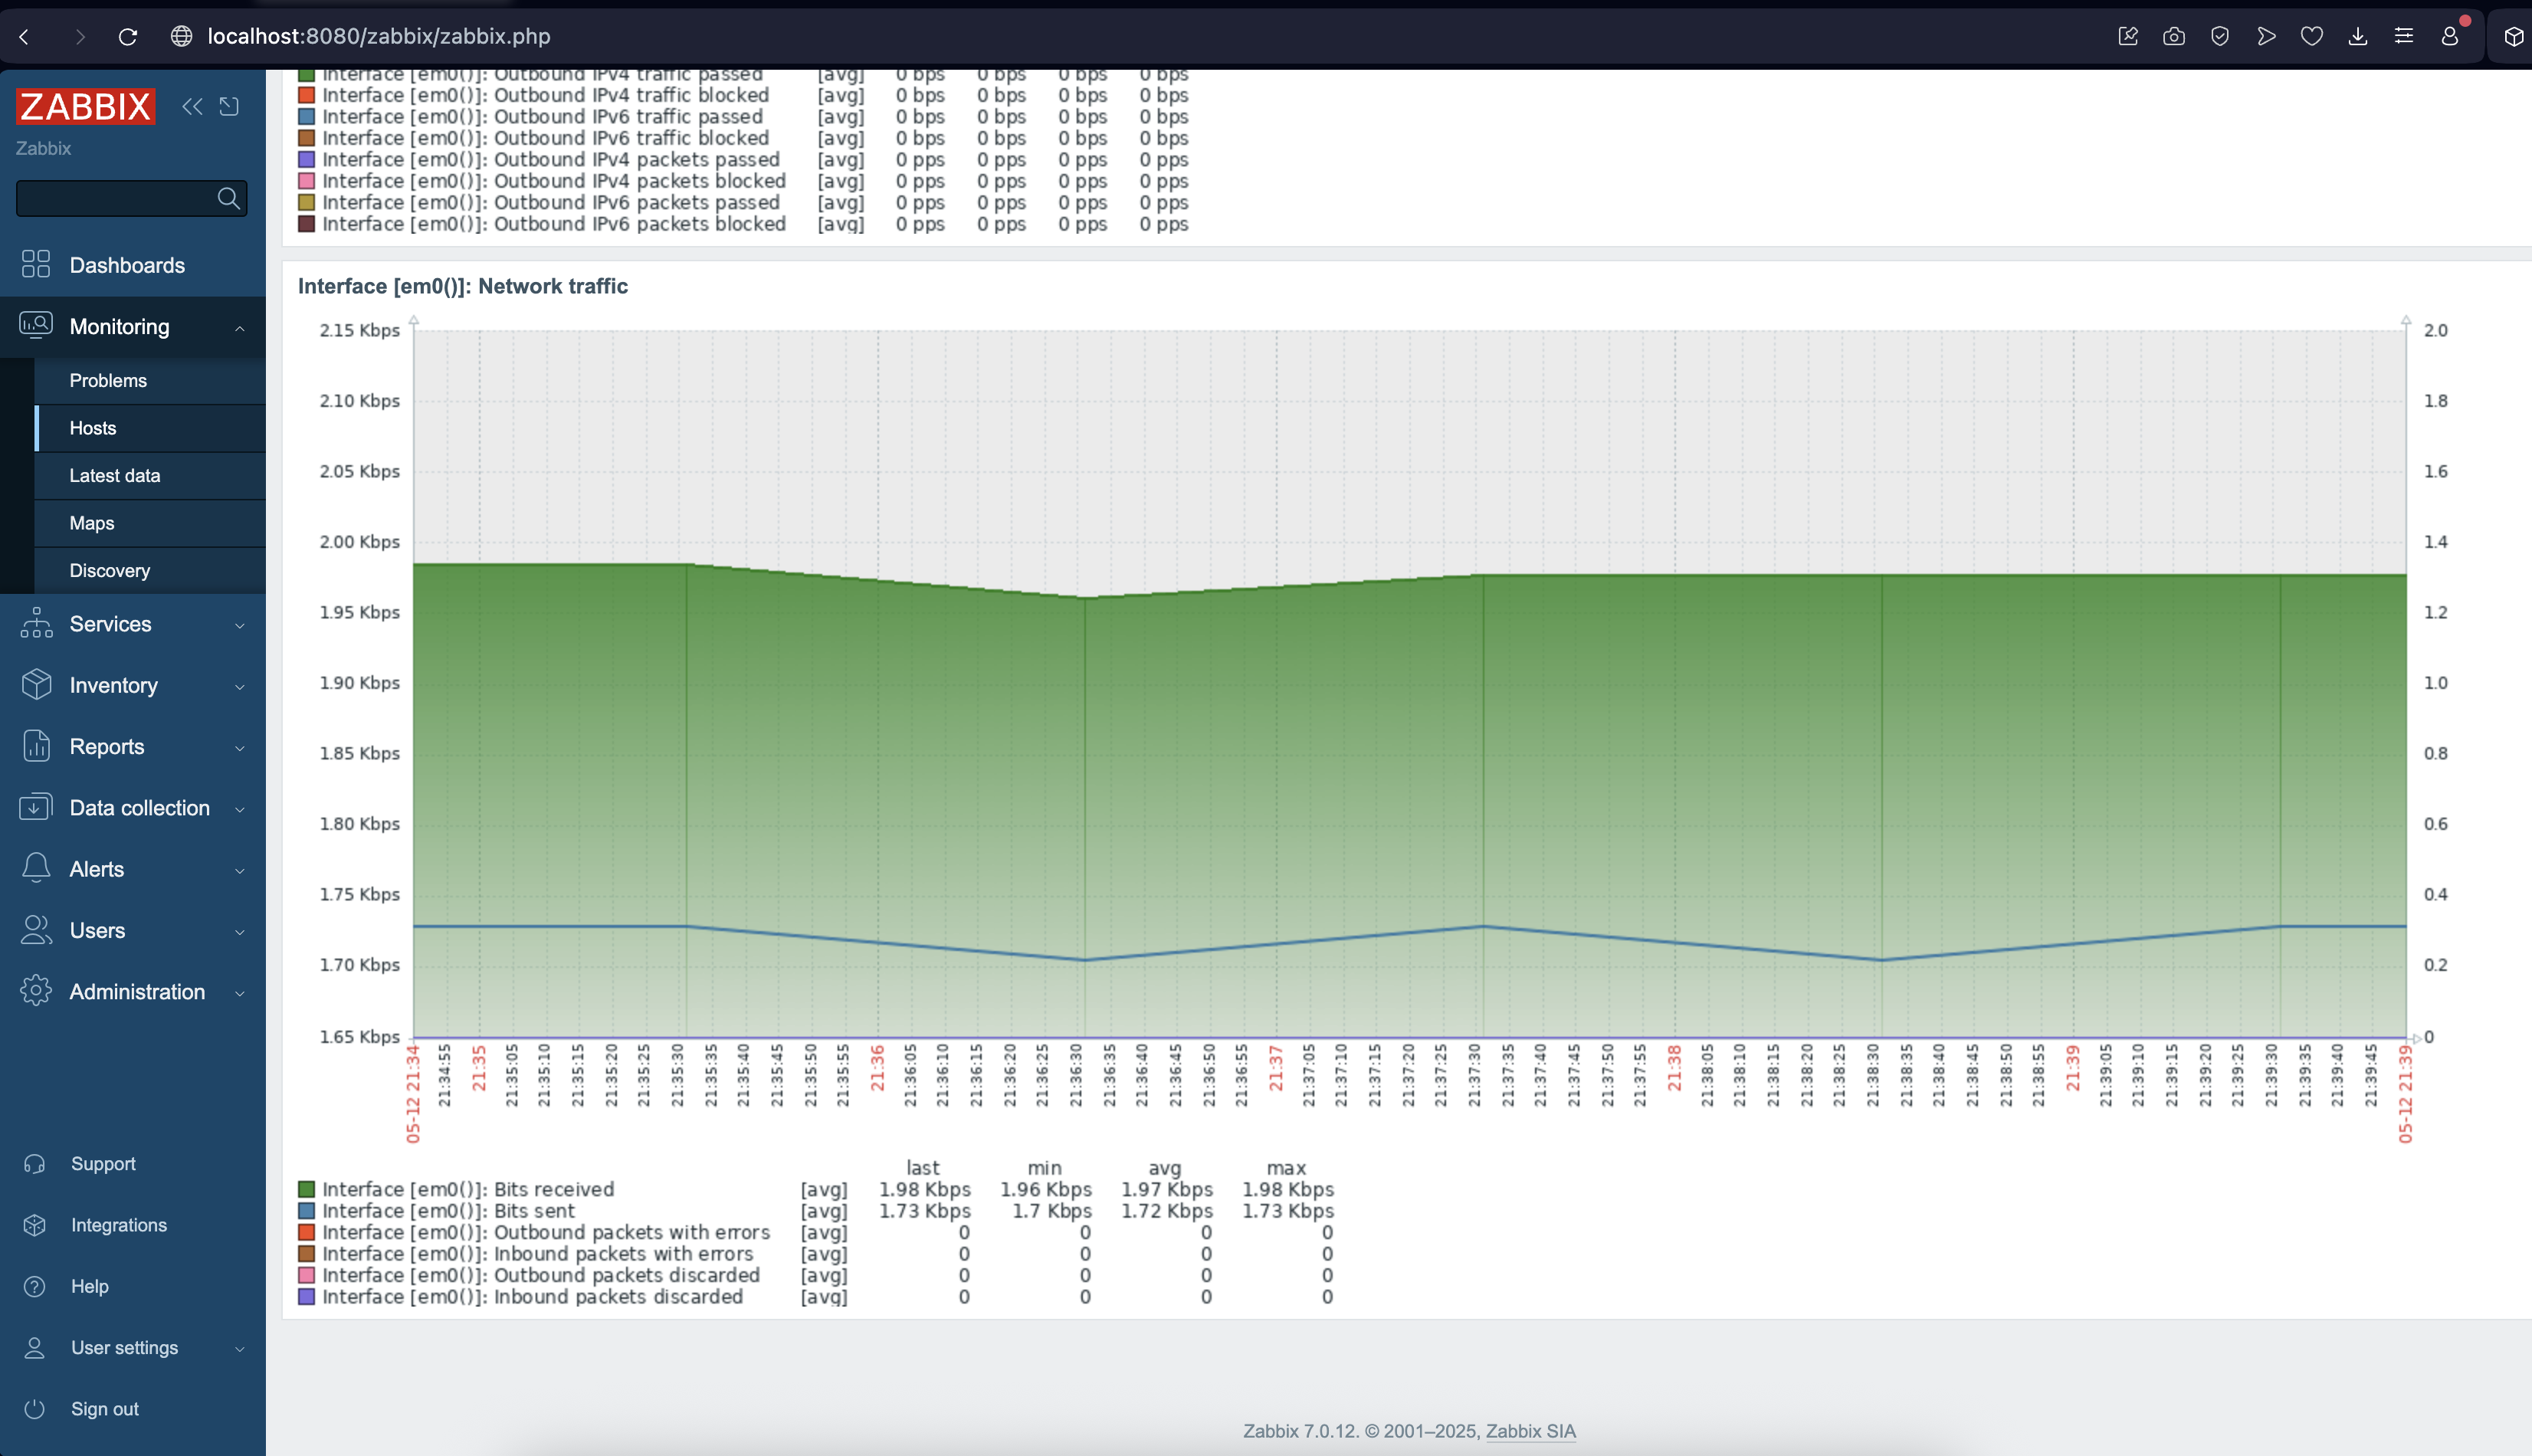 localhost:8080/zabbix/zabbix.php
ZABBIX
Zabbix
Dashboards
Monitoring
Problems
Hosts
Latest data
Maps
Discovery
Services
Inventory
Reports
Data collection
Alerts
Users
Administration
Support
Integrations
Help
User settings
Sign out
Interface [em0()]: Outbound IPv4 traffic passed [avg] 0 bps 0 bps 0 bps 0 bps
Interface [em0()]: Outbound IPv4 traffic blocked [avg] 0 bps 0 bps 0 bps 0 bps
Interface [em0()]: Outbound IPv6 traffic passed [avg] 0 bps 0 bps 0 bps 0 bps
Interface [em0()]: Outbound IPv6 traffic blocked [avg] 0 bps 0 bps 0 bps 0 bps
Interface [em0()]: Outbound IPv4 packets passed [avg] 0 pps 0 pps 0 pps 0 pps
Interface [em0()]: Outbound IPv4 packets blocked [avg] 0 pps 0 pps 0 pps 0 pps
Interface [em0()]: Outbound IPv6 packets passed [avg] 0 pps 0 pps 0 pps 0 pps
Interface [em0()]: Outbound IPv6 packets blocked [avg] 0 pps 0 pps 0 pps 0 pps
Interface [em0()]: Network traffic
2.15 Kbps 2.0
2.10 Kbps 1.8
2.05 Kbps 1.6
2.00 Kbps 1.4
1.95 Kbps 1.2
1.90 Kbps 1.0
1.85 Kbps 0.8
1.80 Kbps 0.6
1.75 Kbps 0.4
1.70 Kbps 0.2
1.65 Kbps 0
05-12 21:34
21:34:55
21:35
21:35:05
21:35:10
21:35:15
21:35:20
21:35:25
21:35:30
21:35:35
21:35:40
21:35:45
21:35:50
21:35:55
21:36
21:36:05
21:36:10
21:36:15
21:36:20
21:36:25
21:36:30
21:36:35
21:36:40
21:36:45
21:36:50
21:36:55
21:37
21:37:05
21:37:10
21:37:15
21:37:20
21:37:25
21:37:30
21:37:35
21:37:40
21:37:45
21:37:50
21:37:55
21:38
21:38:05
21:38:10
21:38:15
21:38:20
21:38:25
21:38:30
21:38:35
21:38:40
21:38:45
21:38:50
21:38:55
21:39
21:39:05
21:39:10
21:39:15
21:39:20
21:39:25
21:39:30
21:39:35
21:39:40
21:39:45
05-12 21:39
last min avg max
Interface [em0()]: Bits received [avg] 1.98 Kbps 1.96 Kbps 1.97 Kbps 1.98 Kbps
Interface [em0()]: Bits sent [avg] 1.73 Kbps 1.7 Kbps 1.72 Kbps 1.73 Kbps
Interface [em0()]: Outbound packets with errors [avg] 0 0 0 0
Interface [em0()]: Inbound packets with errors [avg] 0 0 0 0
Interface [em0()]: Outbound packets discarded [avg] 0 0 0 0
Interface [em0()]: Inbound packets discarded [avg] 0 0 0 0
Zabbix 7.0.12. © 2001–2025, Zabbix SIA